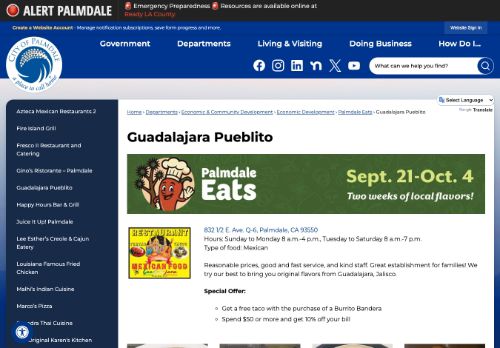 ALERT PALMDALE
Emergency Preparedness Resources are available online at
Ready LA County.
Create a Website Account - Manage notification subscriptions, save form progress and more.
Website Sign In
CITY OF PALMDALE
a place to call home
Government
Departments
Living & Visiting
Doing Business
How Do I...
What can we help you find?
Select Language
Google Translate
Azteca Mexican Restaurants 2
Fire Island Grill
Fresco II Restaurant and
Catering
Gino's Ristorante - Palmdale
Guadalajara Pueblito
Happy Hours Bar & Grill
Juice It Up! Palmdale
Lee Esther's Creole & Cajun
Eatery
Louisiana Famous Fried
Chicken
Malhi's Indian Cuisine
Marco's Pizza
Thai Cuisine
Original Karen's Kitchen
Home › Departments › Economic & Community Development › Economic Development › Palmdale Eats › Guadalajara Pueblito
Guadalajara Pueblito
Palmdale
Eats
Sept. 21-Oct. 4
Two weeks of local flavors!
RESTAURANT
MEXICAN FOOD
832 1/2 E. Ave. Q-6, Palmdale, CA 93550
Hours: Sunday to Monday 8 a.m.-4 p.m., Tuesday to Saturday 8 a.m.-7 p.m.
Type of food: Mexican
Reasonable prices, good and fast service, and kind staff. Great establishment for families! We
try our best to bring you original flavors from Guadalajara, Jalisco.
Special Offer:
Get a free taco with the purchase of a Burrito Bandera
Spend $50 or more and get 10% off your bill